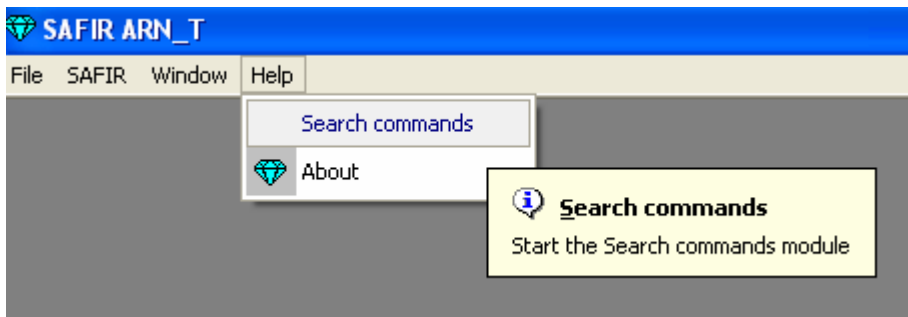 SAFIR ARN_T
File SAFIR Window Help
Search commands
About
Search commands
Start the Search commands module